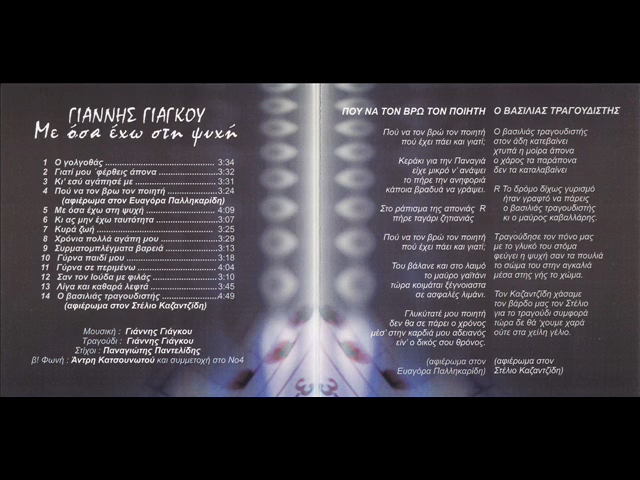 ΓΙΑΝΝΗΣ ΓΙΑΓΚΟΥ
Με όσα έχω στη ψυχή
1 Ο γολγοθάς ........................................ 3:34
2 Γιατί μου ΄φέρθεις άπονα ..................... 3:32
3 Κι' εσύ αγάπησέ με ............................. 3:31
4 Πού να τον βρω τον ποιητή .................. 3:24
(αφιέρωμα στον Ευαγόρα Παλληκαρίδη)
5 Με όσα έχω στη ψυχή ......................... 4:09
6 Κι ας μην έχω ταυτότητα ...................... 3:07
7 Κυρά ζωή .......................................... 3:25
8 Χρόνια πολλά αγάπη μου .................... 3:29
9 Συρματομπλέγματα βαρειά .................. 3:13
10 Γύρνα παιδί μου ................................. 3:18
11 Γύρνα σε περιμένω ............................. 4:04
12 Σαν τον Ιούδα με φιλάς ........................ 3:10
13 Λίγα και καθαρά λεφτά ........................ 3:45
14 Ο βασιλιάς τραγουδιστής .................... 4:49
(αφιέρωμα στον Στέλιο Καζαντζίδη)
Μουσική : Γιάννης Γιάγκου
Τραγούδι : Γιάννης Γιάγκου
Στίχοι : Παναγιώτης Παντελίδης
β! Φωνή : Άντρη Κατσουνωτού και συμμετοχή στο Νο4
ΠΟΥ ΝΑ ΤΟΝ ΒΡΩ ΤΟΝ ΠΟΙΗΤΗ
Πού να τον βρώ τον ποιητή
πού έχει πάει και γιατί;
Κεράκι για την Παναγιά
είχε μικρό ν' ανάψει
το πήρε την ανηφοριά
κάποια βραδυά να γράψει.
Στο ράπισμα της απονιάς R
πήρε ταγάρι ζητιανιάς
Πού να τον βρώ τον ποιητή
πού έχει πάει και γιατί;
Του βάλανε και στο λαιμό
το μαύρο γαϊτάνι
τώρα κοιμάται ξέγνοιαστα
σε ασφαλές λιμάνι.
Γλυκύτατέ μου ποιητή
δεν θα σε πάρει ο χρόνος
μέσ' στην καρδιά μου αδειανός
είν' ο δικός σου θρόνος.
(αφιέρωμα στον
Ευαγόρα Παλληκαρίδη)
Ο ΒΑΣΙΛΙΑΣ ΤΡΑΓΟΥΔΙΣΤΗΣ
Ο βασιλιάς τραγουδιστής
στον άδη κατεβαίνει
χτυπά η μοίρα άπονα
ο χάρος τα παράπονα
δεν τα καταλαβαίνει
R Το δρόμο δίχως γυρισμό
ήταν γραφτό να πάρεις
ο βασιλιάς τραγουδιστής
κι ο μαύρος καβαλλάρης.
Τραγούδησε τον πόνο μας
με το γλυκό του στόμα
φεύγει η ψυχή σαν τα πουλιά
το σώμα του στην αγκαλιά
μέσα στης γής το χώμα.
Τον Καζαντζίδη χάσαμε
τον βάρδο μας τον Στέλιο
για το τραγούδι συμφορά
τώρα δε θά 'χουμε χαρά
ούτε στα χείλη γέλιο.
(αφιέρωμα στον
Στέλιο Καζαντζίδη)